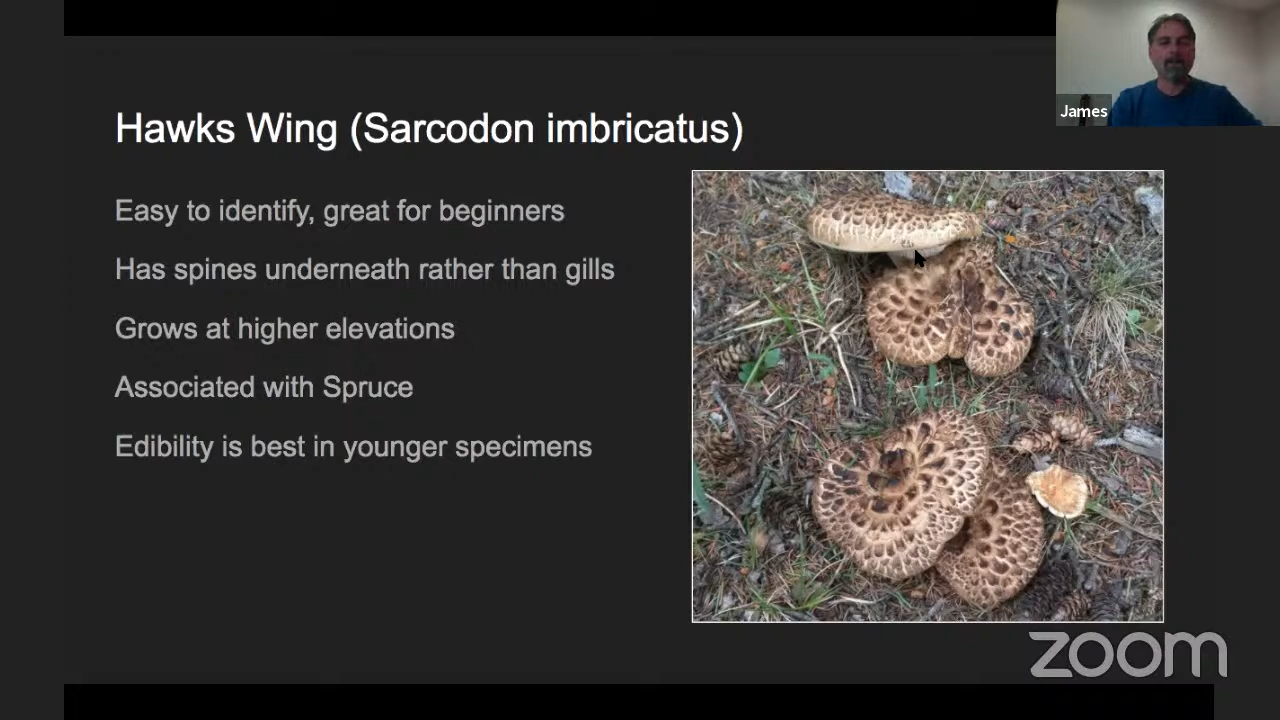 James
Hawks Wing (Sarcodon imbricatus)
Easy to identify, great for beginners
Has spines underneath rather than gills
Grows at higher elevations
Associated with Spruce
Edibility is best in younger specimens
zoom